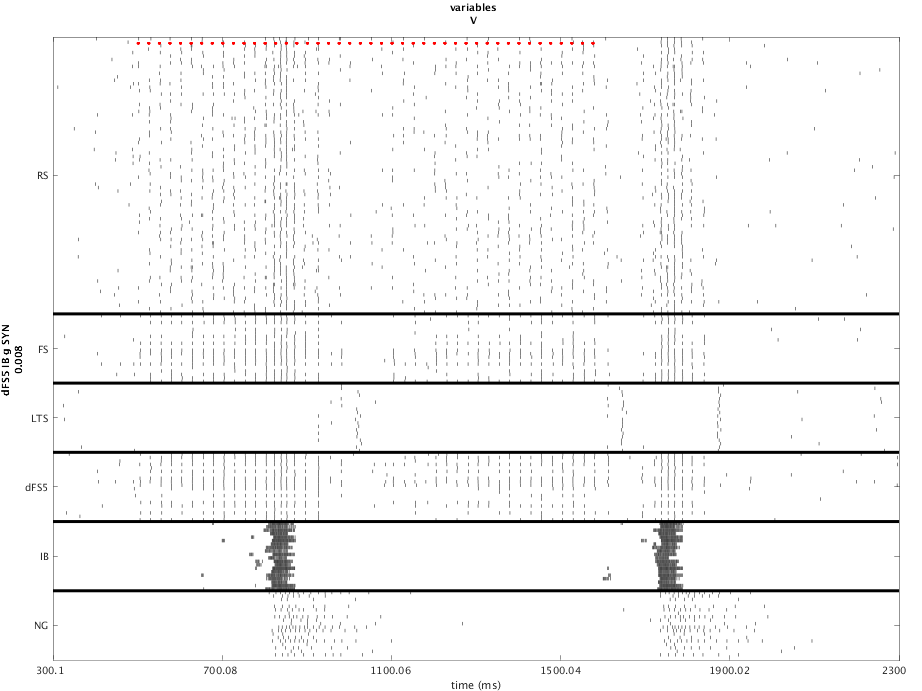 variables
V
RS
FS
LTS
dFS5
IB
NG
dFS5 IB g SYN
0.008
300.1
700.08
1100.06
1500.04
1900.02
2300
time (ms)